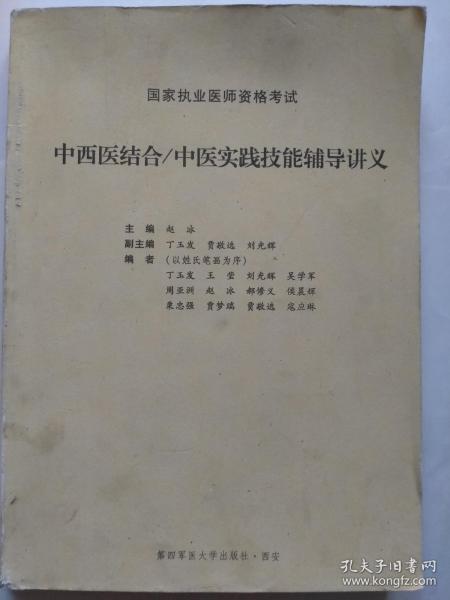 国家执业医师资格考试
中西医结合/中医实践技能辅导讲义
主 编 赵 冰
副主编 丁玉发 贾敬选 刘光辉
编 者 (以姓氏笔画为序)
丁玉发 王 莹 刘光辉 吴学军
周亚洲 赵 冰 郝修义 侯晨辉
栗忠强 贾梦瑞 贾敬选 寇应琳
第四军医大学出版社·西安
孔夫子旧书网
www.kongfz.com